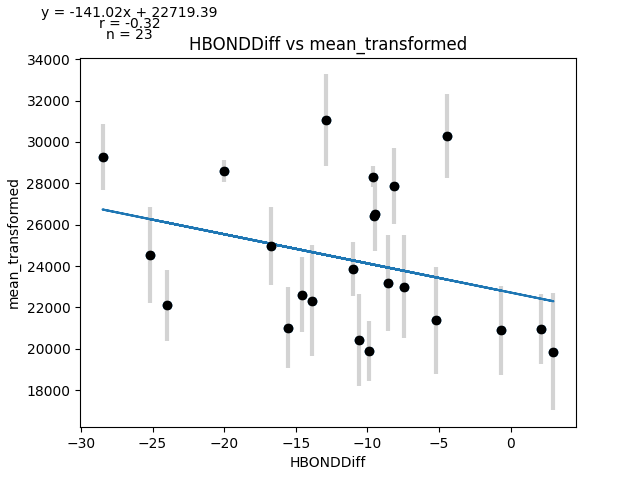 y = -141.02x + 22719.39
r = -0.32
n = 23
HBONDDiff vs mean_transformed
34000
32000
30000
28000
26000
24000
22000
20000
18000
mean_transformed
−30 −25 −20 −15 −10 −5 0
HBONDDiff